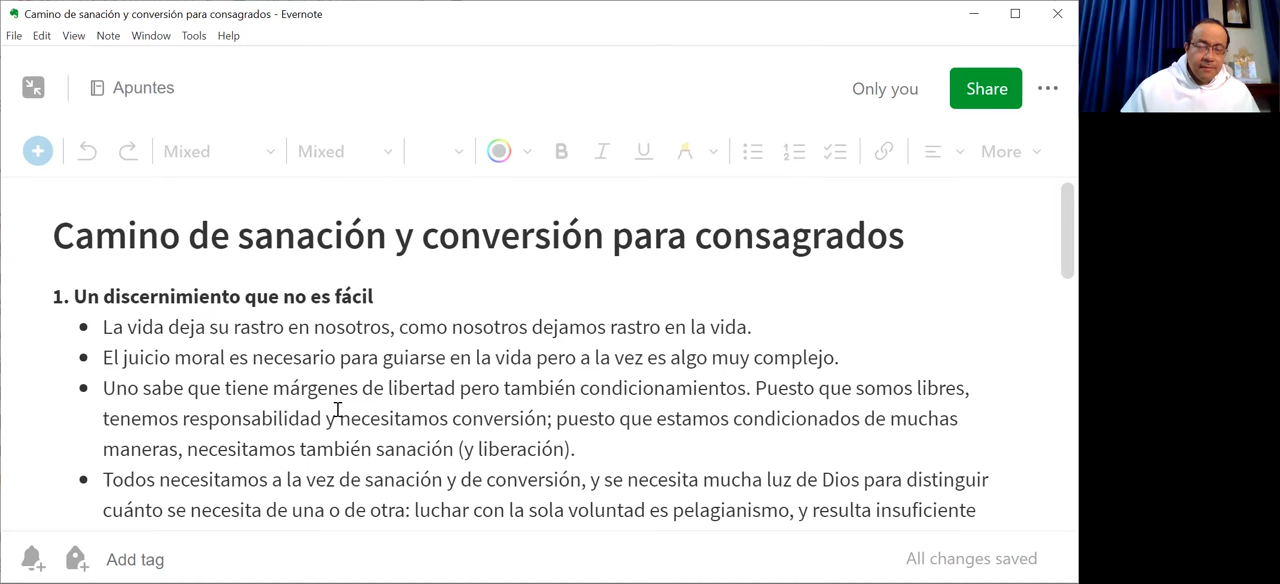 Camino de sanación y conversión para consagrados - Evernote
File Edit View Note Window Tools Help
Apuntes
Only you
Share
Mixed
Mixed
More
Camino de sanación y conversión para consagrados
1. Un discernimiento que no es fácil
La vida deja su rastro en nosotros, como nosotros dejamos rastro en la vida.
El juicio moral es necesario para guiarse en la vida pero a la vez es algo muy complejo.
Uno sabe que tiene márgenes de libertad pero también condicionamientos. Puesto que somos libres,
tenemos responsabilidad y necesitamos conversión; puesto que estamos condicionados de muchas
maneras, necesitamos también sanación (y liberación).
Todos necesitamos a la vez de sanación y de conversión, y se necesita mucha luz de Dios para distinguir
cuánto se necesita de una o de otra: luchar con la sola voluntad es pelagianismo, y resulta insuficiente
Add tag
All changes saved